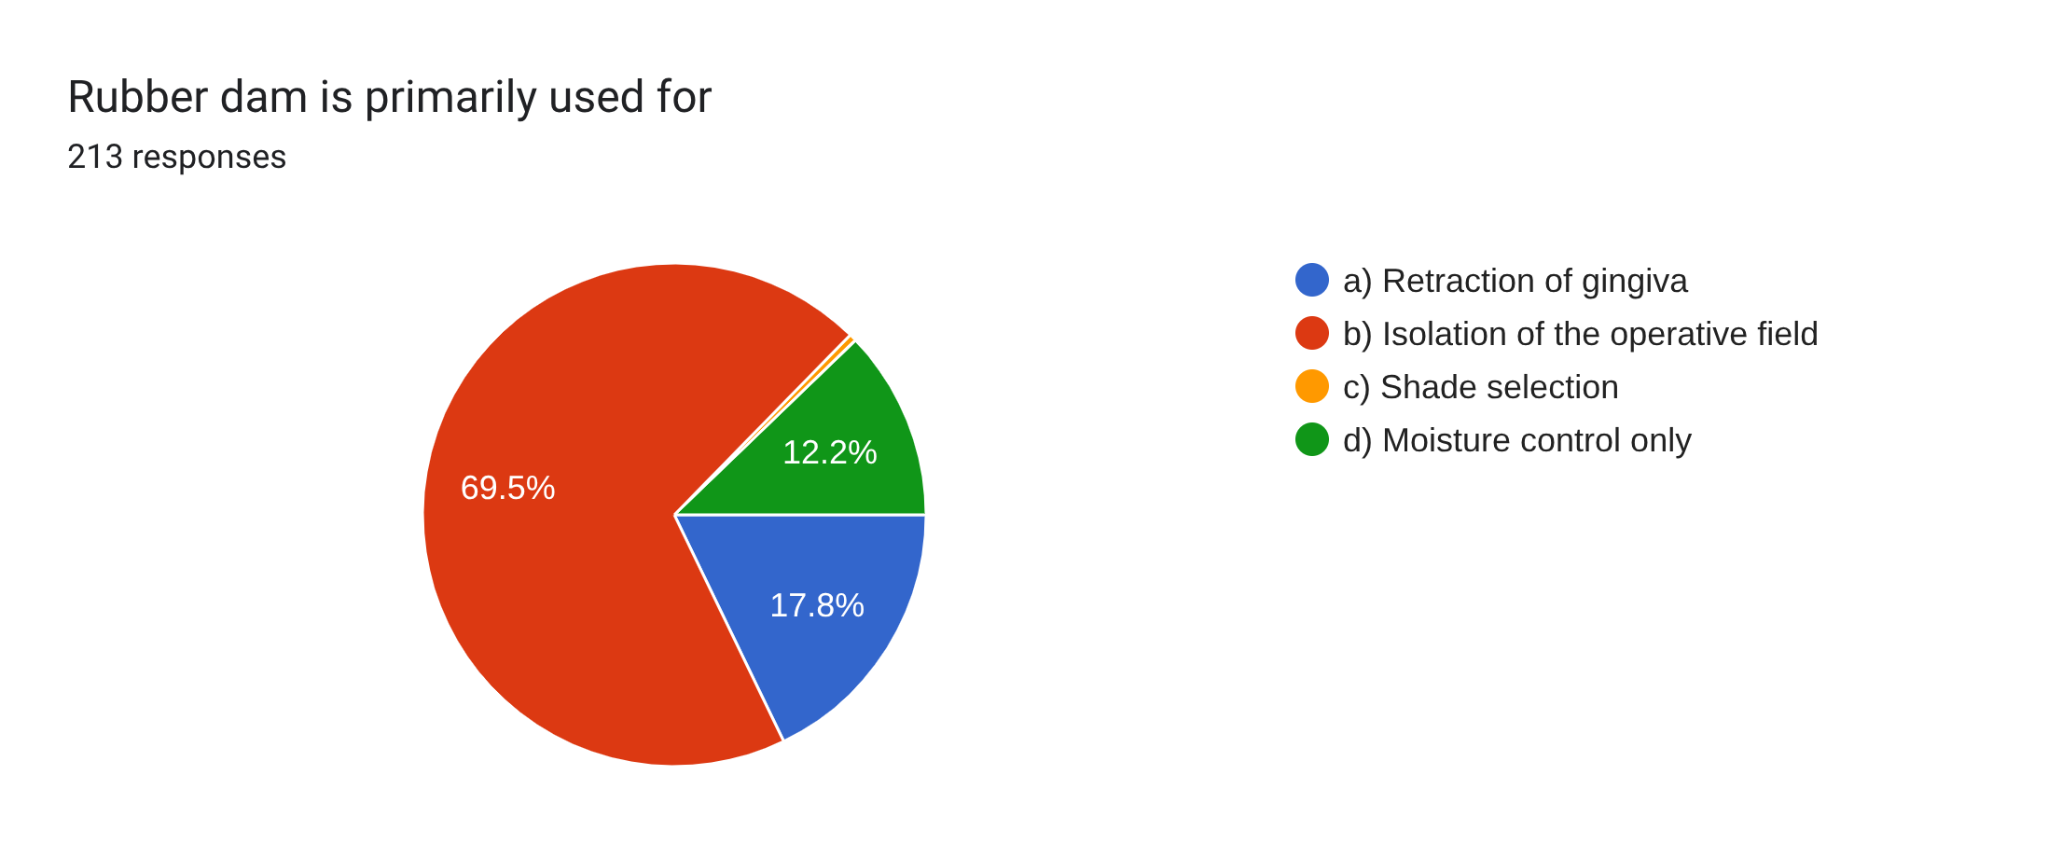 Rubber dam is primarily used for
213 responses
a) Retraction of gingiva
b) Isolation of the operative field
c) Shade selection
d) Moisture control only
12.2%
69.5%
17.8%